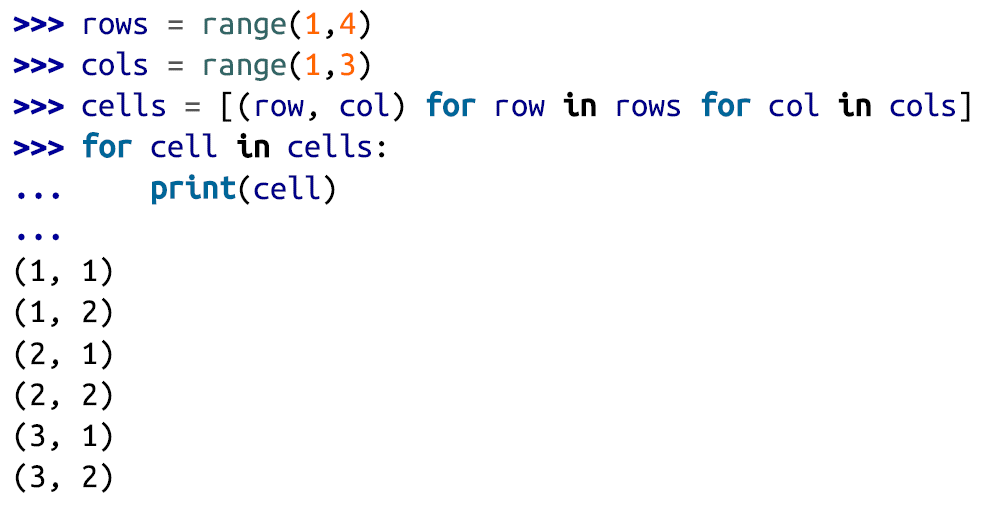 >>> rows = range(1,4)
>>> cols = range(1,3)
>>> cells = [(row, col) for row in rows for col in cols]
>>> for cell in cells:
...     print(cell)
...
(1, 1)
(1, 2)
(2, 1)
(2, 2)
(3, 1)
(3, 2)